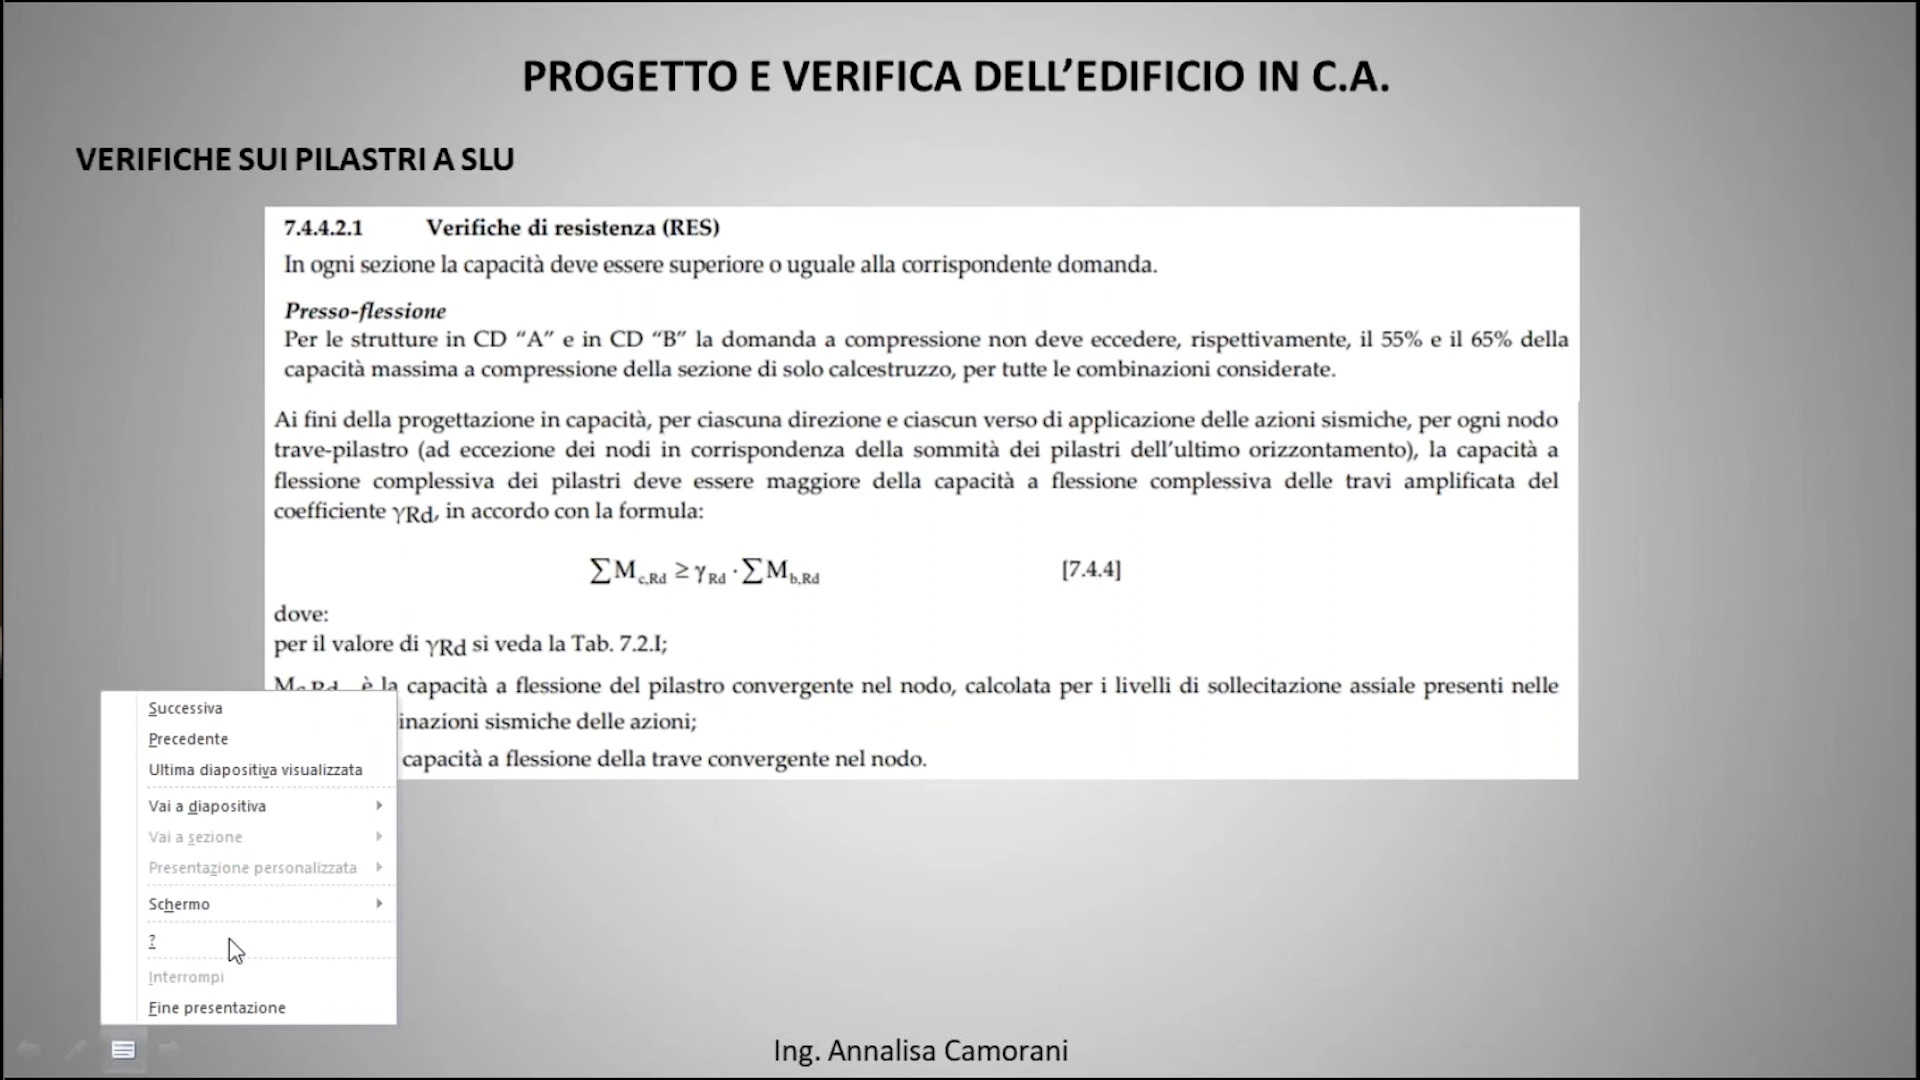 PROGETTO E VERIFICA DELL'EDIFICIO IN C.A.
VERIFICHE SUI PILASTRI A SLU
7.4.4.2.1 Verifiche di resistenza (RES)
In ogni sezione la capacità deve essere superiore o uguale alla corrispondente domanda.
Presso-flessione
Per le strutture in CD "A" e in CD "B" la domanda a compressione non deve eccedere, rispettivamente, il 55% e il 65% della
capacità massima a compressione della sezione di solo calcestruzzo, per tutte le combinazioni considerate.
Ai fini della progettazione in capacità, per ciascuna direzione e ciascun verso di applicazione delle azioni sismiche, per ogni nodo
trave-pilastro (ad eccezione dei nodi in corrispondenza della sommità dei pilastri dell'ultimo orizzontamento), la capacità a
flessione complessiva dei pilastri deve essere maggiore della capacità a flessione complessiva delle travi amplificata del
coefficiente γRd, in accordo con la formula:
∑M c,Rd ≥ γ Rd · ∑M b,Rd [7.4.4]
dove:
per il valore di γRd si veda la Tab. 7.2.I;
Mc,Rd è la capacità a flessione del pilastro convergente nel nodo, calcolata per i livelli di sollecitazione assiale presenti nelle
inazioni sismiche delle azioni;
capacità a flessione della trave convergente nel nodo.
Successiva
Precedente
Ultima diapositiva visualizzata
Vai a diapositiva
Vai a sezione
Presentazione personalizzata
Schermo
?
Interrompi
Fine presentazione
Ing. Annalisa Camorani